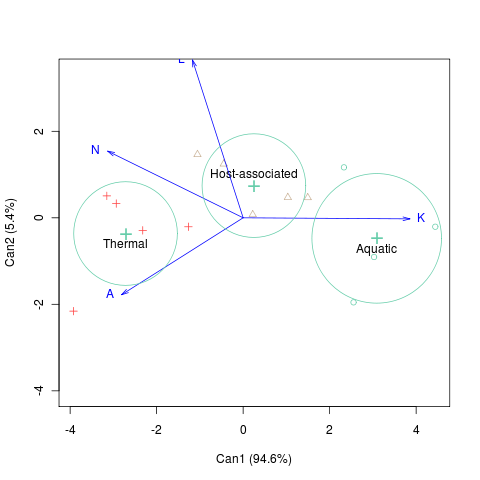 N
K
A
Host-associated
Thermal
Aquatic
2
0
-2
-4
Can2 (5.4%)
-4
-2
0
2
4
Can1 (94.6%)